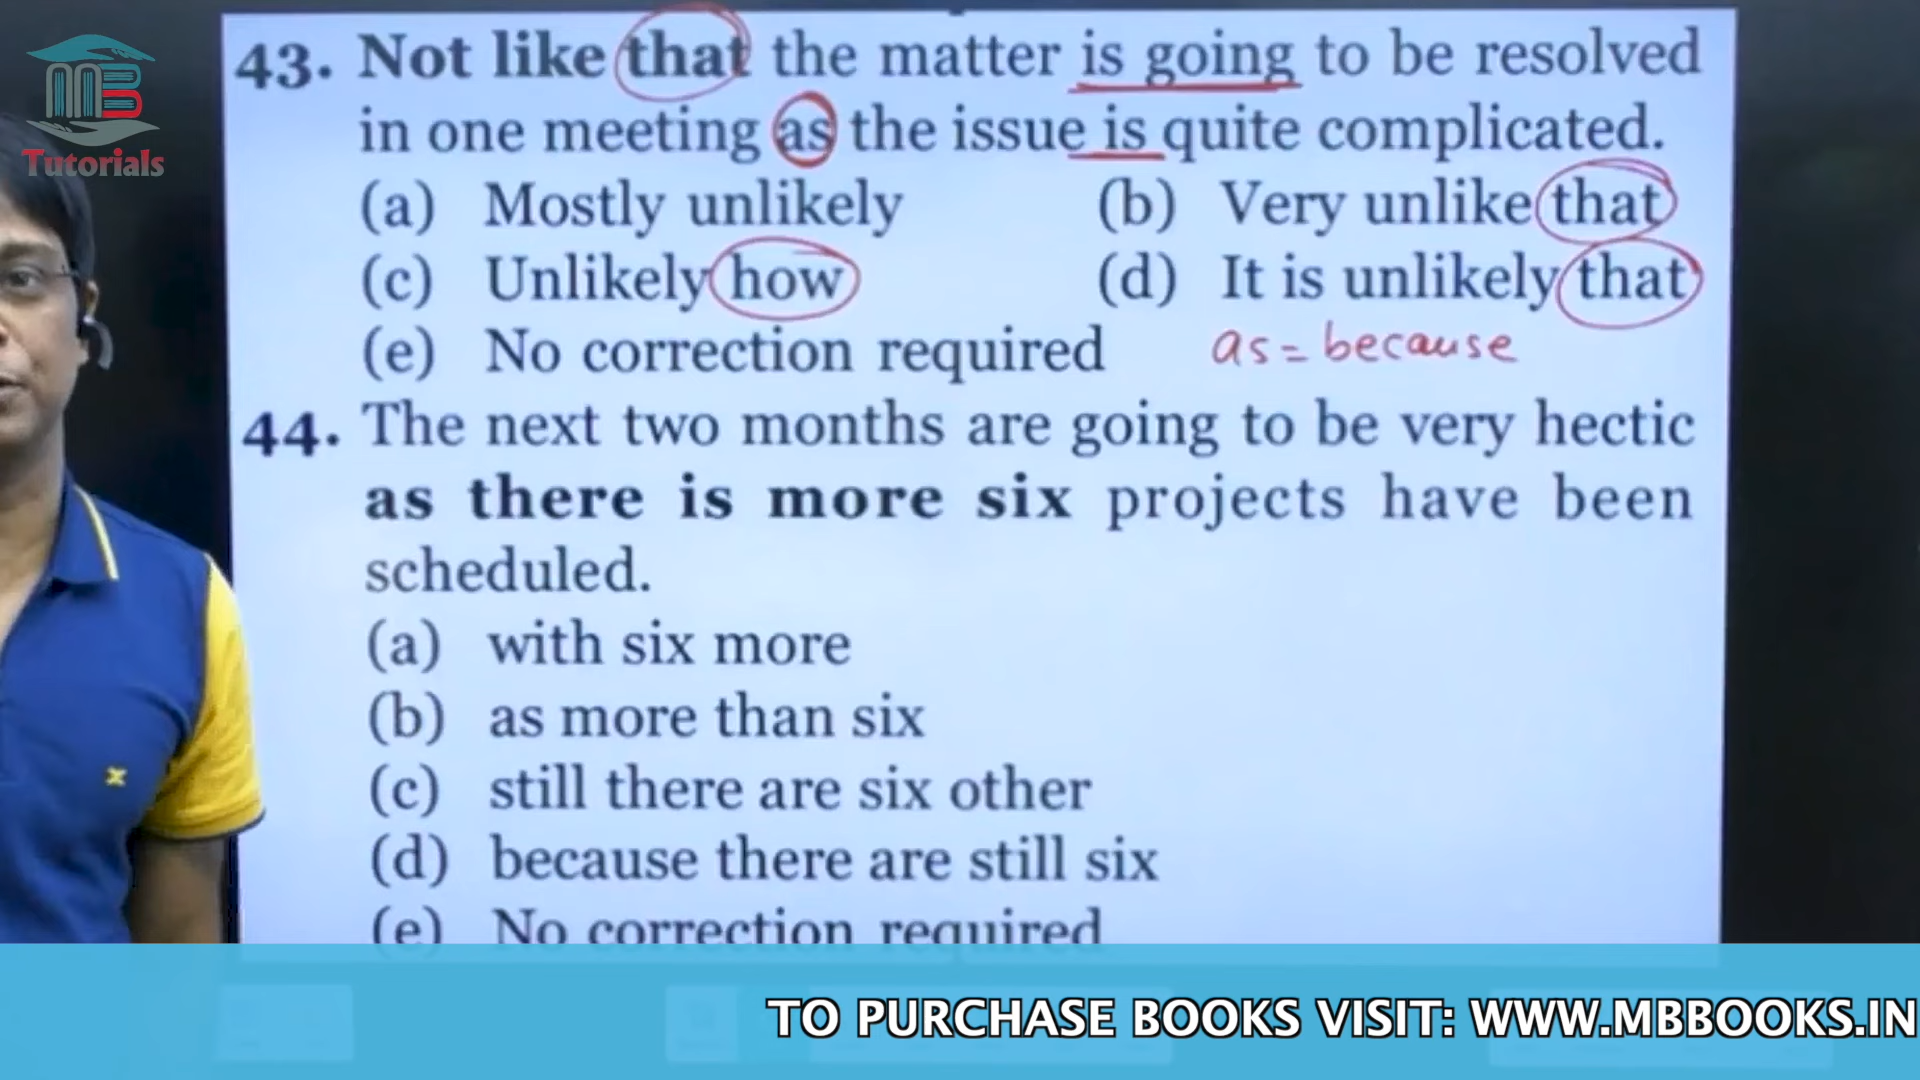 MB
Tutorials
43. Not like that the matter is going to be resolved
in one meeting as the issue is quite complicated.
(a) Mostly unlikely (b) Very unlike that
(c) Unlikely how (d) It is unlikely that
(e) No correction required as = because
44. The next two months are going to be very hectic
as there is more six projects have been
scheduled.
(a) with six more
(b) as more than six
(c) still there are six other
(d) because there are still six
(e) No correction required
TO PURCHASE BOOKS VISIT: WWW.MBBOOKS.IN